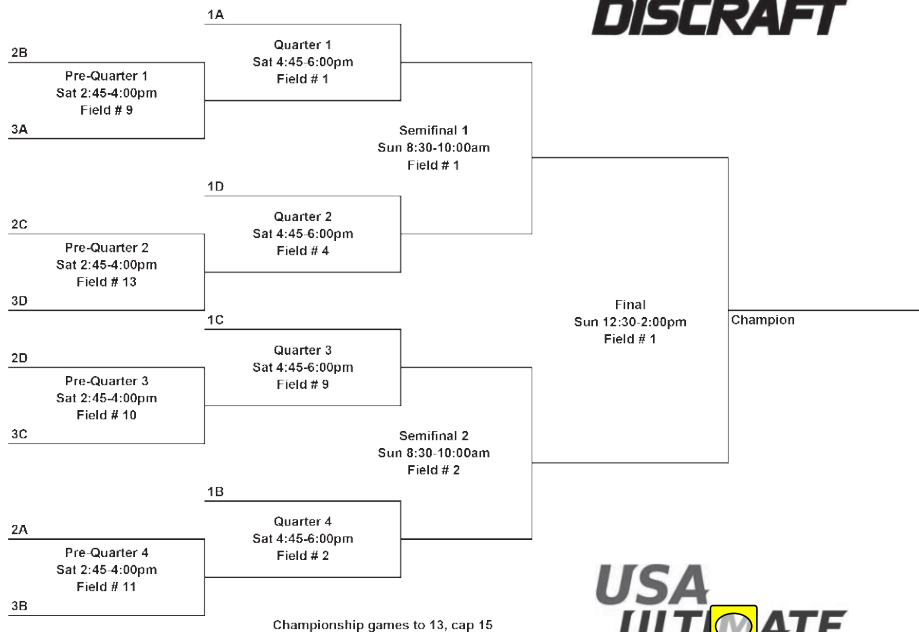 DISCRAFT
1A
Quarter 1
Sat 4:45-6:00pm
Field # 1
2B
Pre-Quarter 1
Sat 2:45-4:00pm
Field # 9
3A
Semifinal 1
Sun 8:30-10:00am
Field # 1
1D
Quarter 2
Sat 4:45-6:00pm
Field # 4
2C
Pre-Quarter 2
Sat 2:45-4:00pm
Field # 13
3D
Final
Sun 12:30-2:00pm
Field # 1
Champion
1C
Quarter 3
Sat 4:45-6:00pm
Field # 9
2D
Pre-Quarter 3
Sat 2:45-4:00pm
Field # 10
3C
Semifinal 2
Sun 8:30-10:00am
Field # 2
1B
Quarter 4
Sat 4:45-6:00pm
Field # 2
2A
Pre-Quarter 4
Sat 2:45-4:00pm
Field # 11
3B
Championship games to 13, cap 15
USA
ULTIMATE